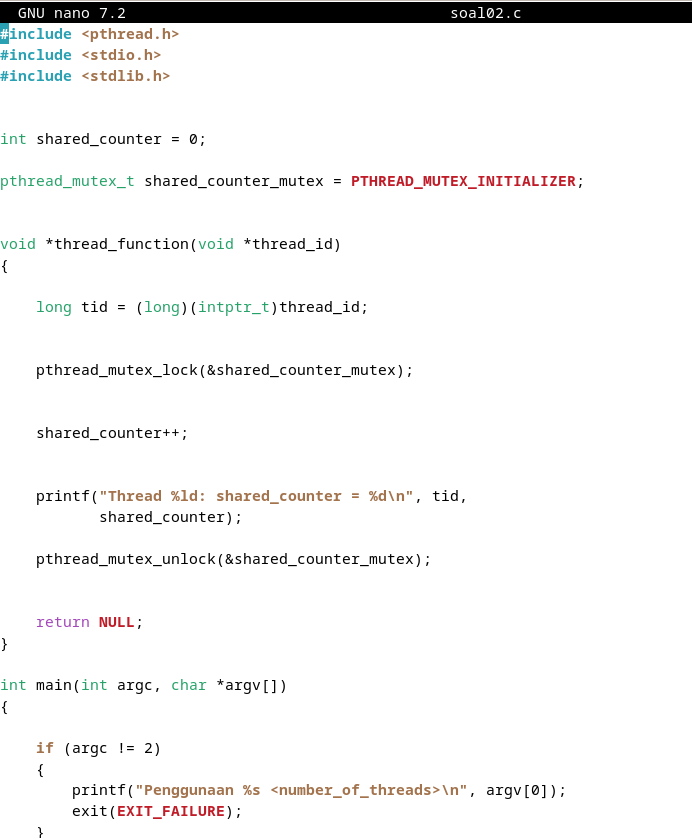 GNU nano 7.2 soal02.c
#include <pthread.h>
#include <stdio.h>
#include <stdlib.h>
int shared_counter = 0;
pthread_mutex_t shared_counter_mutex = PTHREAD_MUTEX_INITIALIZER;
void *thread_function(void *thread_id)
{
    long tid = (long)(intptr_t)thread_id;
    pthread_mutex_lock(&shared_counter_mutex);
    shared_counter++;
    printf("Thread %ld: shared_counter = %d\n", tid,
           shared_counter);
    pthread_mutex_unlock(&shared_counter_mutex);
    return NULL;
}
int main(int argc, char *argv[])
{
    if (argc != 2)
    {
        printf("Penggunaan %s <number_of_threads>\n", argv[0]);
        exit(EXIT_FAILURE);
    }